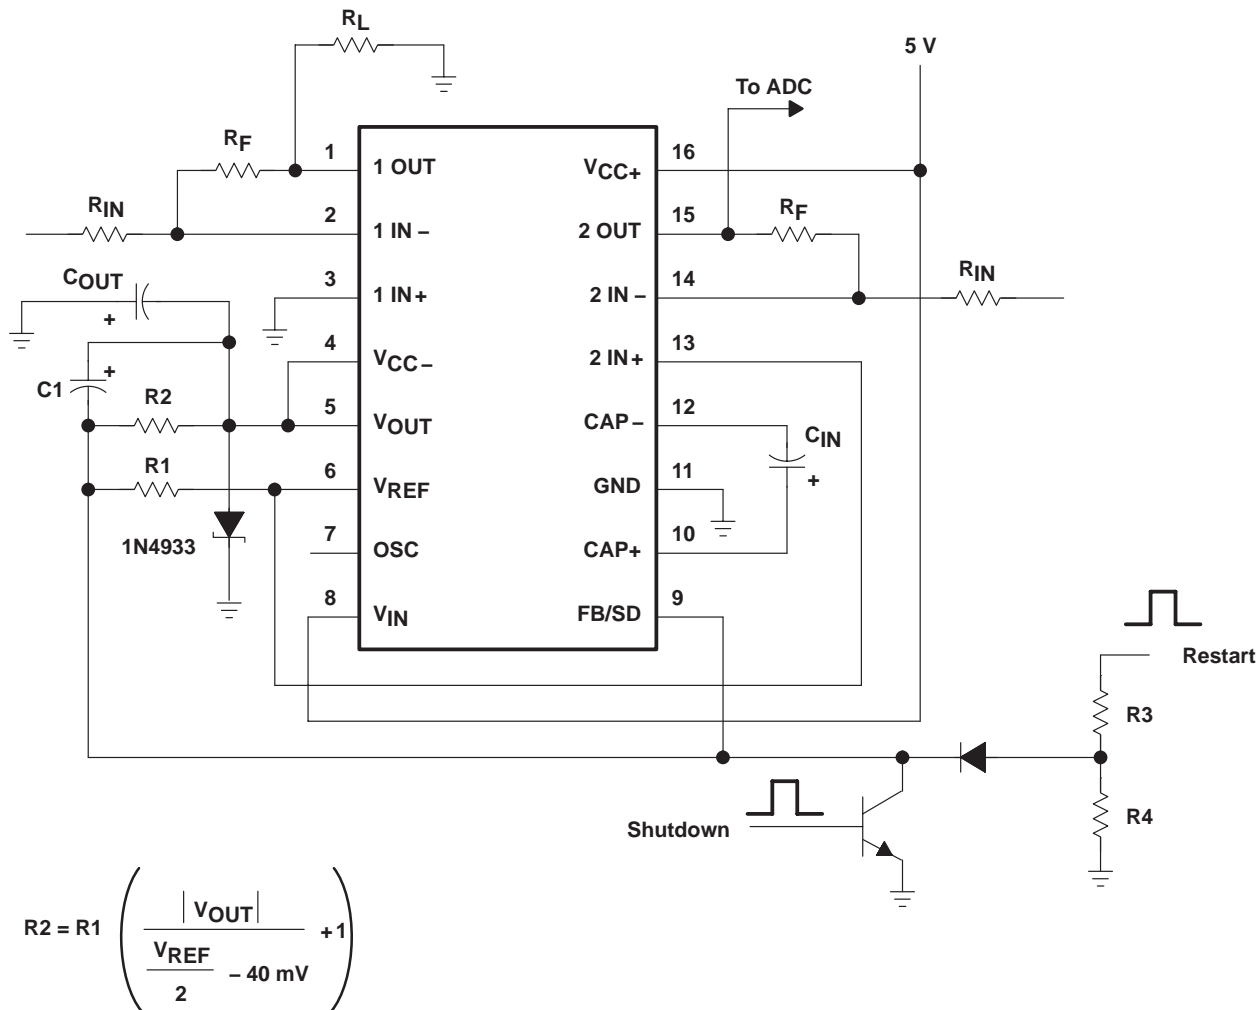 RL
5 V
To ADC
RF
1
1 OUT
VCC+
16
RIN
2
1 IN –
2 OUT
15
RF
COUT
+
3
1 IN+
2 IN –
14
RIN
4
VCC –
2 IN+
13
C1
+
R2
5
VOUT
CAP –
12
CIN
+
R1
6
VREF
GND
11
1N4933
7
OSC
CAP+
10
8
VIN
FB/SD
9
Restart
R3
R4
Shutdown
R2 = R1 ( |VOUT| / (VREF / 2 – 40 mV) + 1 )